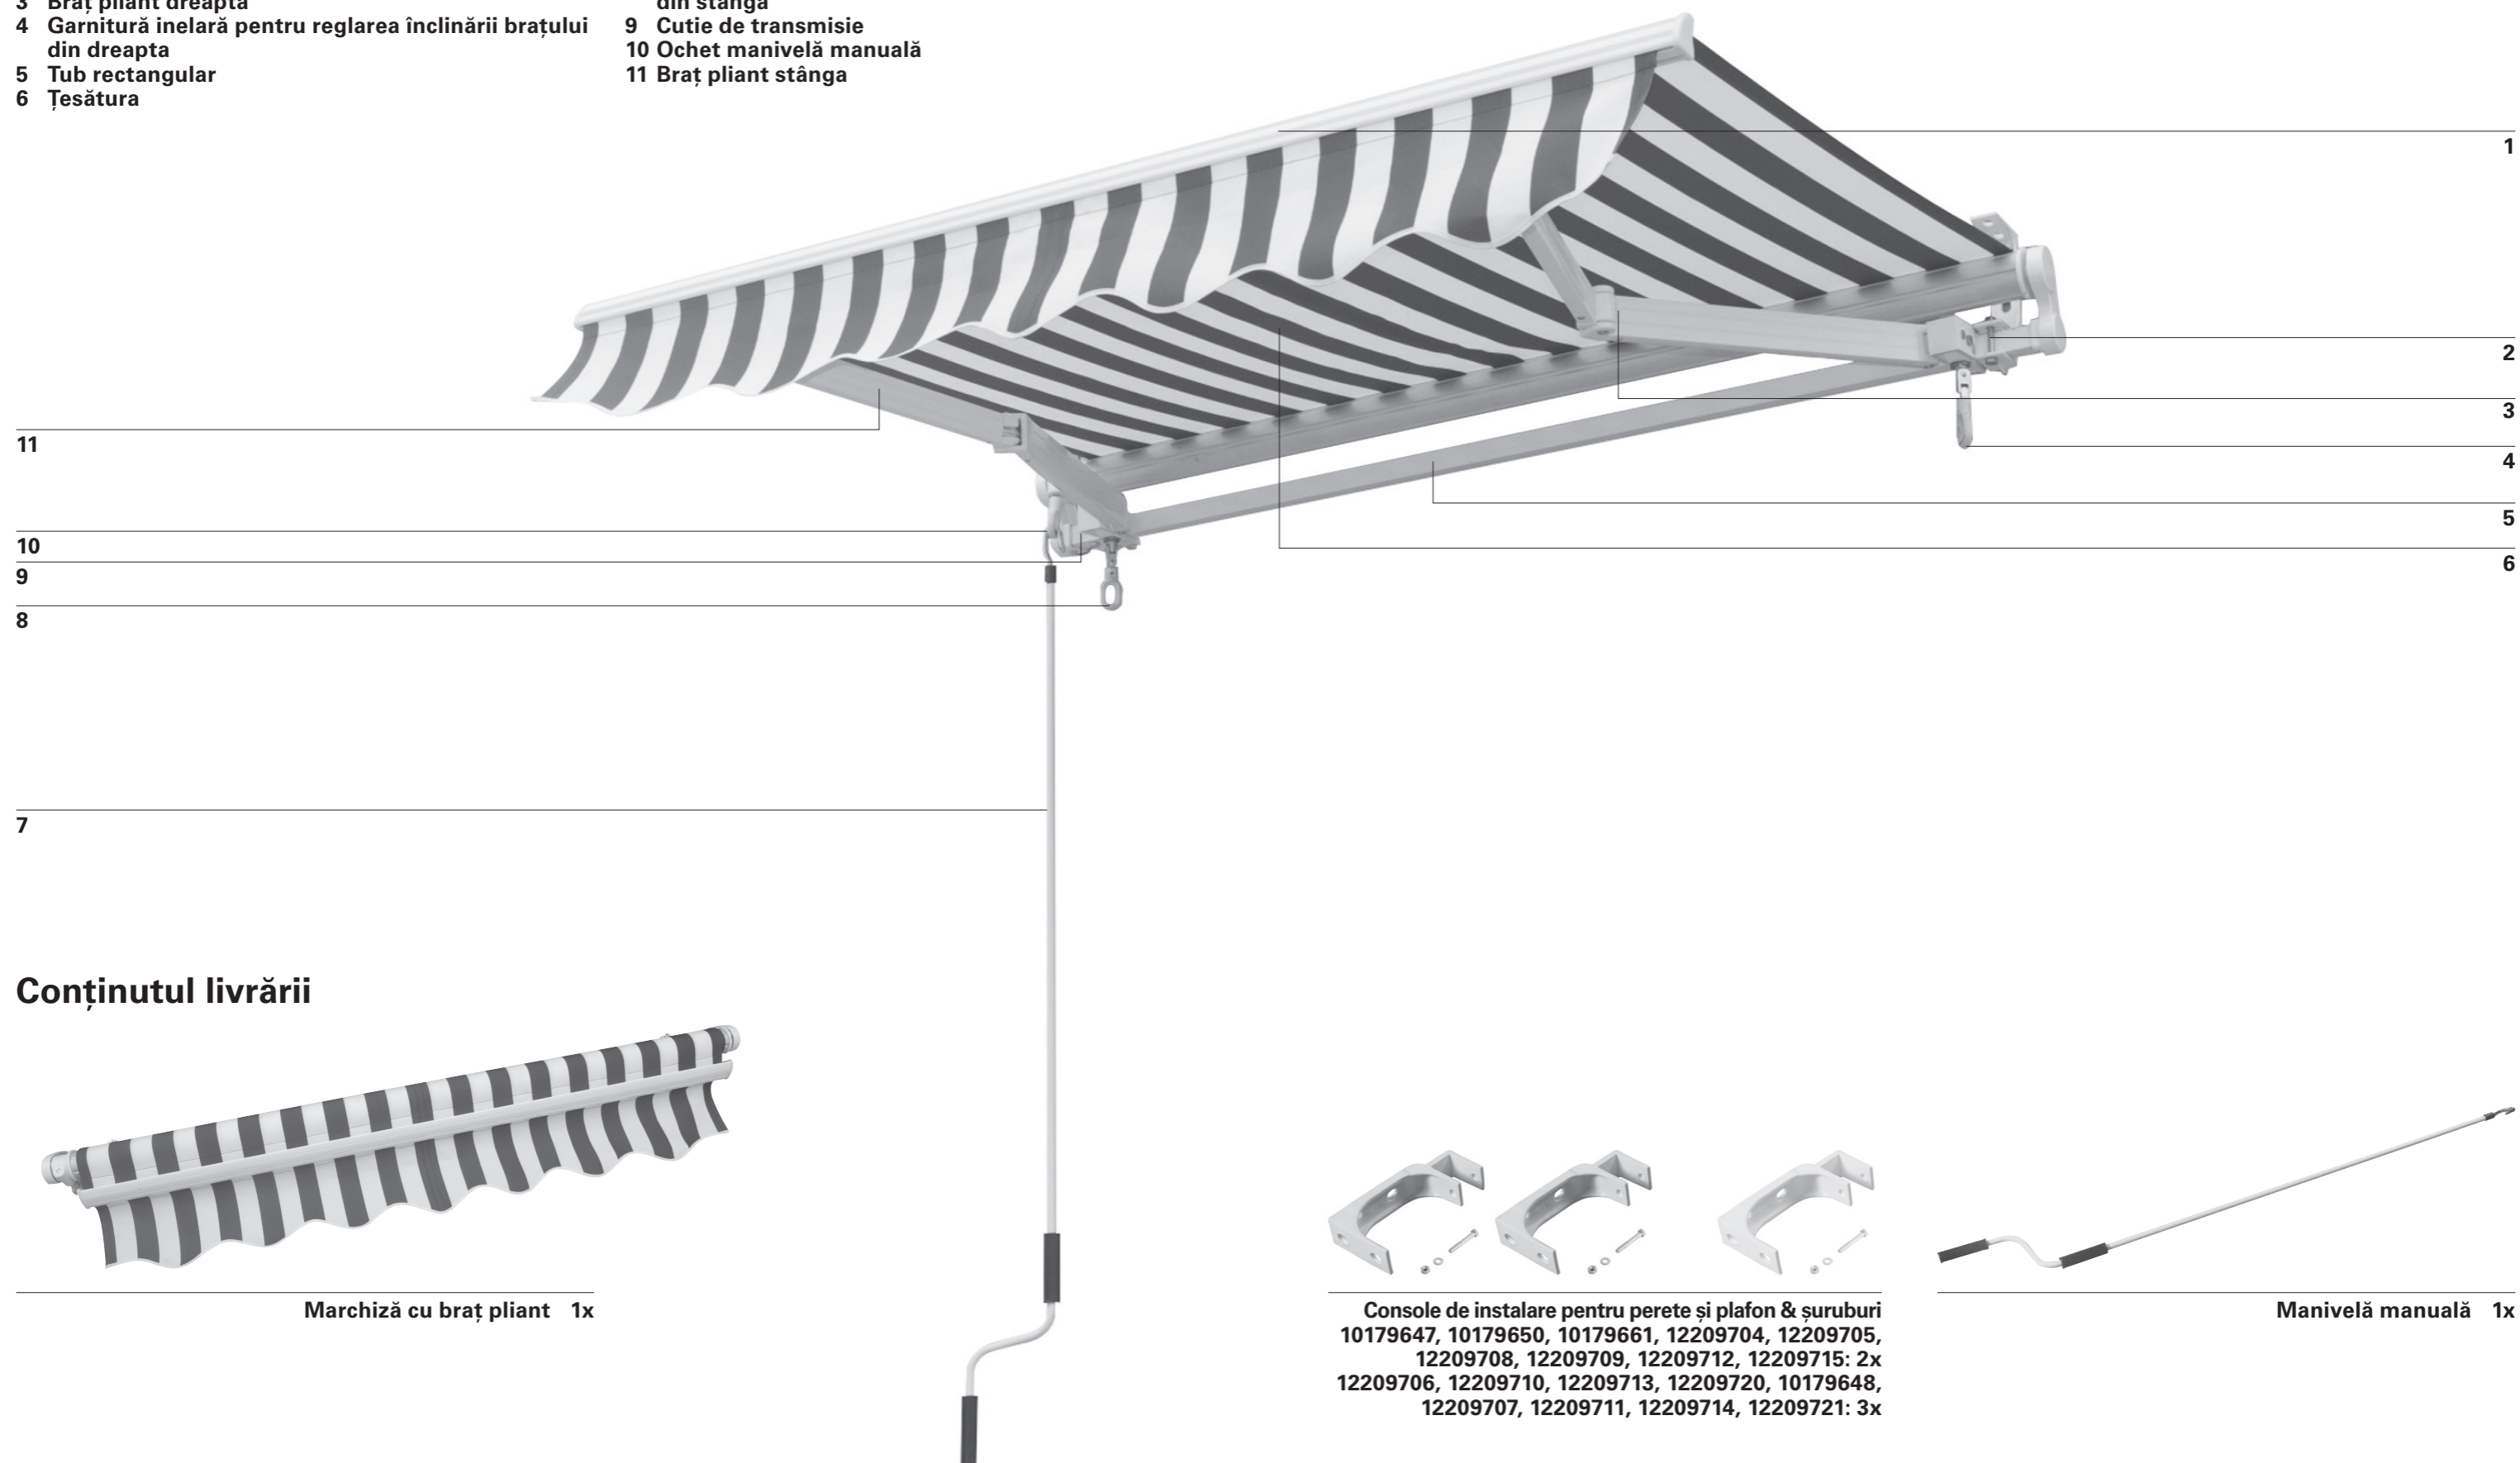 3 Braț pliant dreapta
4 Garnitură inelară pentru reglarea înclinării brațului
din dreapta
5 Tub rectangular
6 Țesătura
din stânga
9 Cutie de transmisie
10 Ochet manivelă manuală
11 Braț pliant stânga
1
2
3
11
4
5
10
6
9
8
7
Conținutul livrării
Marchiză cu braț pliant 1x
Console de instalare pentru perete și plafon & șuruburi
10179647, 10179650, 10179661, 12209704, 12209705,
12209708, 12209709, 12209712, 12209715: 2x
12209706, 12209710, 12209713, 12209720, 10179648,
12209707, 12209711, 12209714, 12209721: 3x
Manivelă manuală 1x